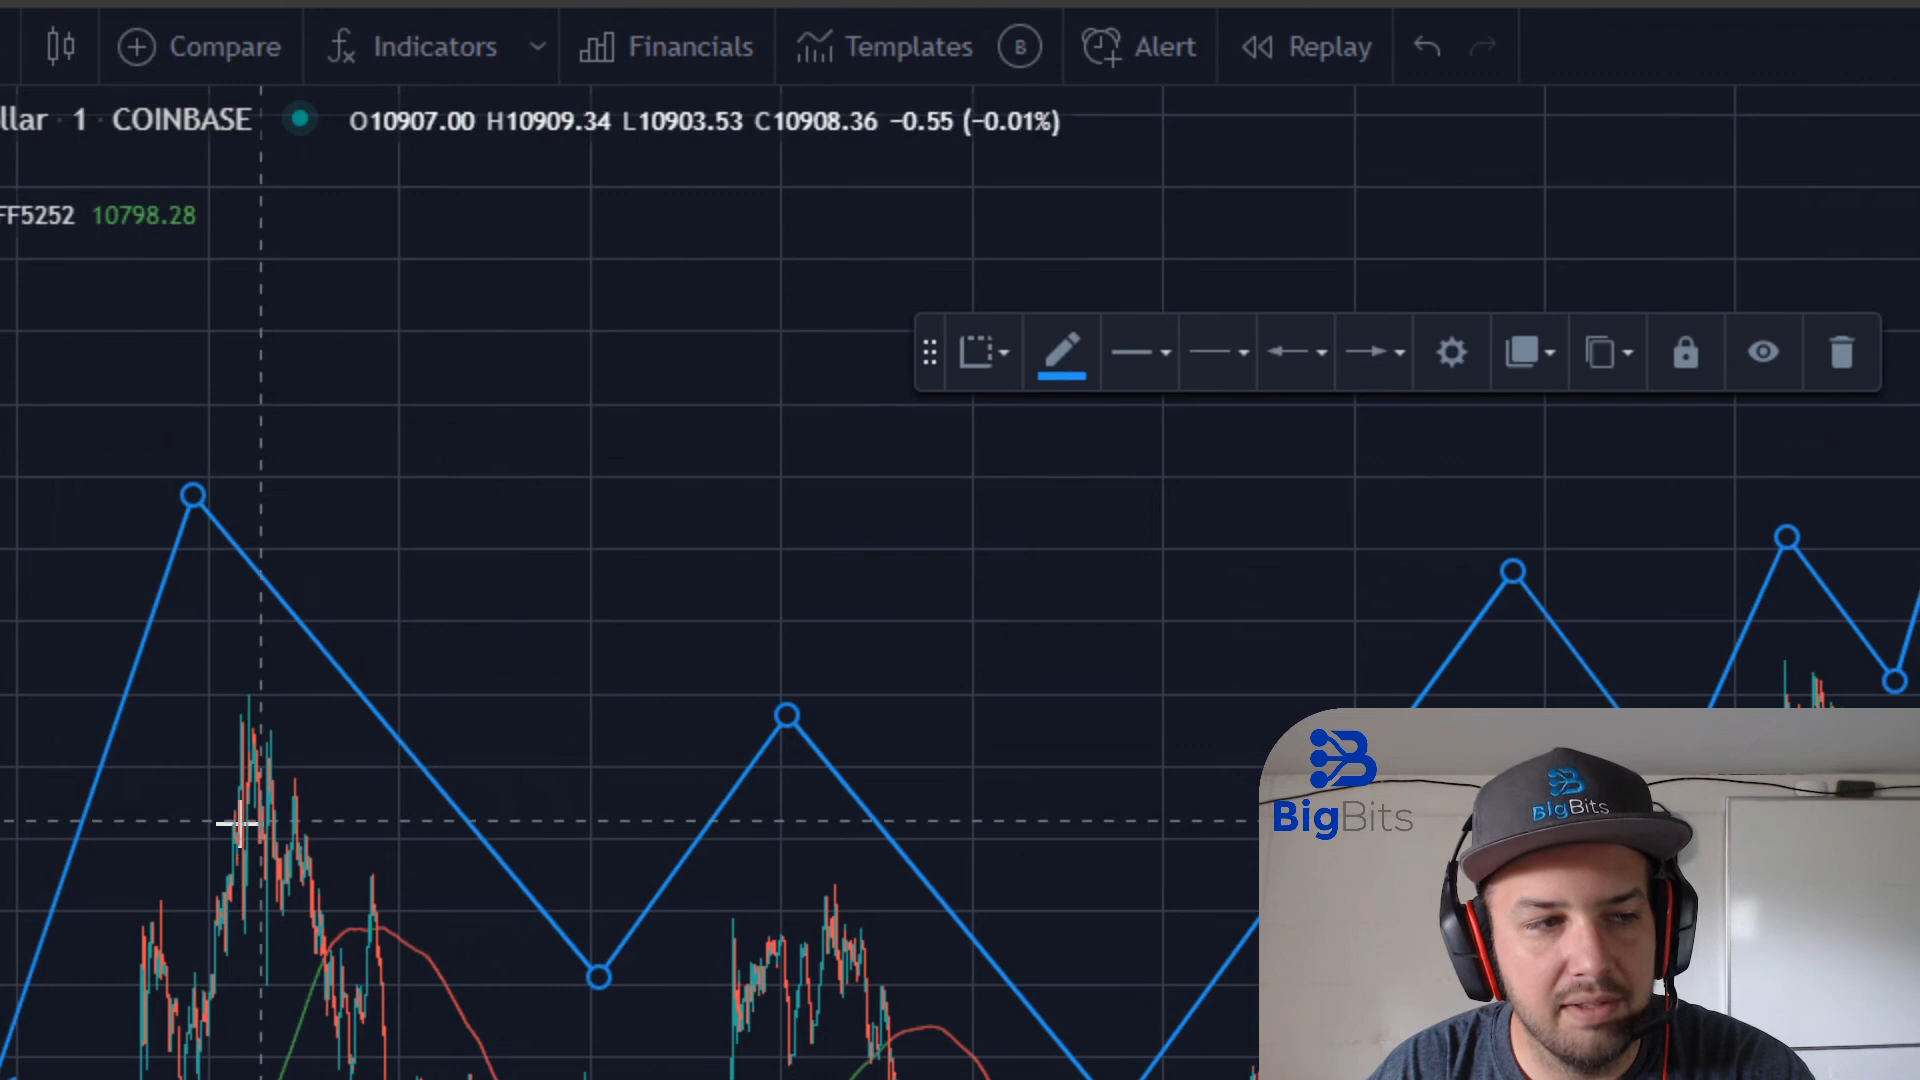 Compare Indicators Financials Templates B Alert Replay
llar · 1 · COINBASE O10907.00 H10909.34 L10903.53 C10908.36 −0.55 (−0.01%)
FF5252 10798.28
BigBits
BigBits